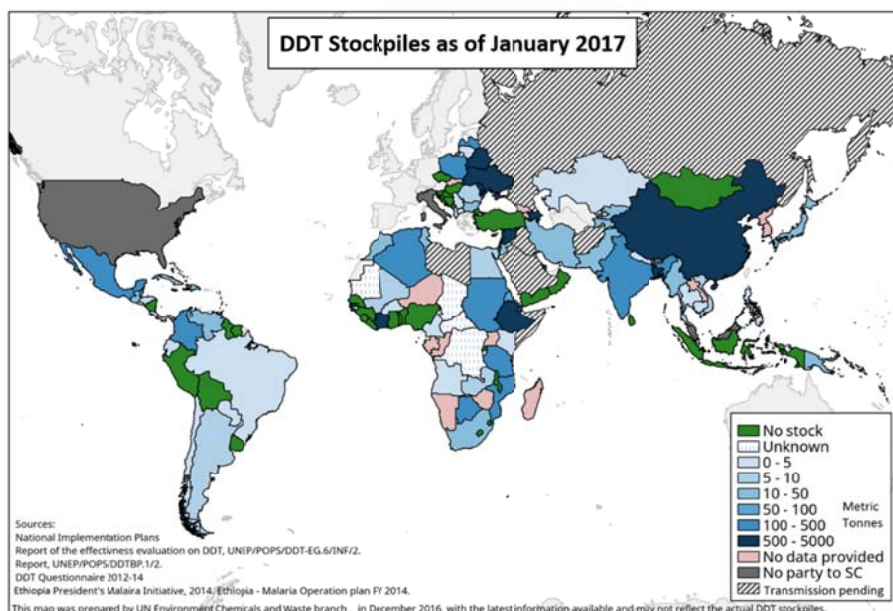 DDT Stockpiles as of January 2017
No stock
Unknown
0 - 5
5 - 10
10 - 50
50 - 100
100 - 500
500 - 5000
Metric
Tonnes
No data provided
No party to SC
Transmission pending
Sources:
National Implementation Plans
Report of the effectiveness evaluation on DDT, UNEP/POPS/DDT-EG.6/INF/2.
Report, UNEP/POPS/DDTBP.1/2.
DDT Questionnaire 2012-14
Ethiopia President's Malaira Initiative, 2014. Ethiopia - Malaria Operation plan FY 2014.
This map was prepared by UN Environment Chemicals and Waste branch in December 2016, with the latest information available and may not reflect the actual DDT stockpiles